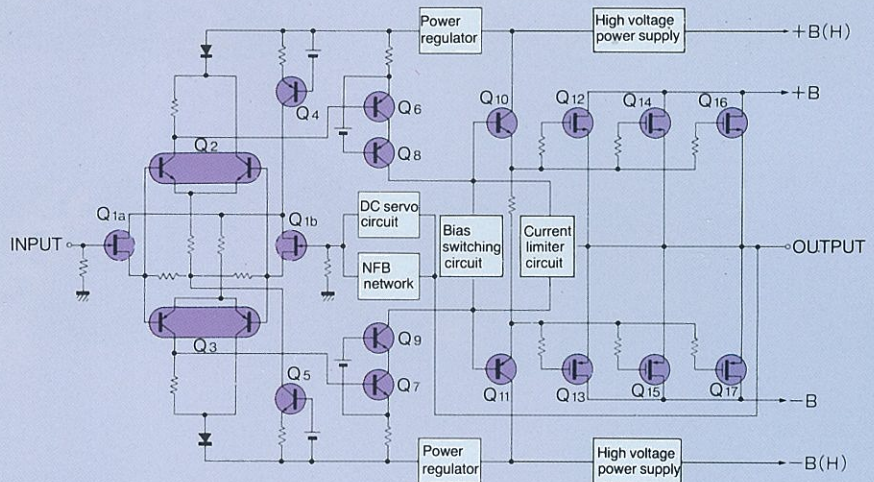 Power
regulator
High voltage
power supply
+B(H)
Q4
Q6
Q10
Q12
Q14
Q16
+B
Q2
Q8
Q1a
Q1b
DC servo
circuit
Bias
switching
circuit
Current
limiter
circuit
INPUT
OUTPUT
NFB
network
Q3
Q9
Q5
Q7
Q11
Q13
Q15
Q17
−B
Power
regulator
High voltage
power supply
−B(H)